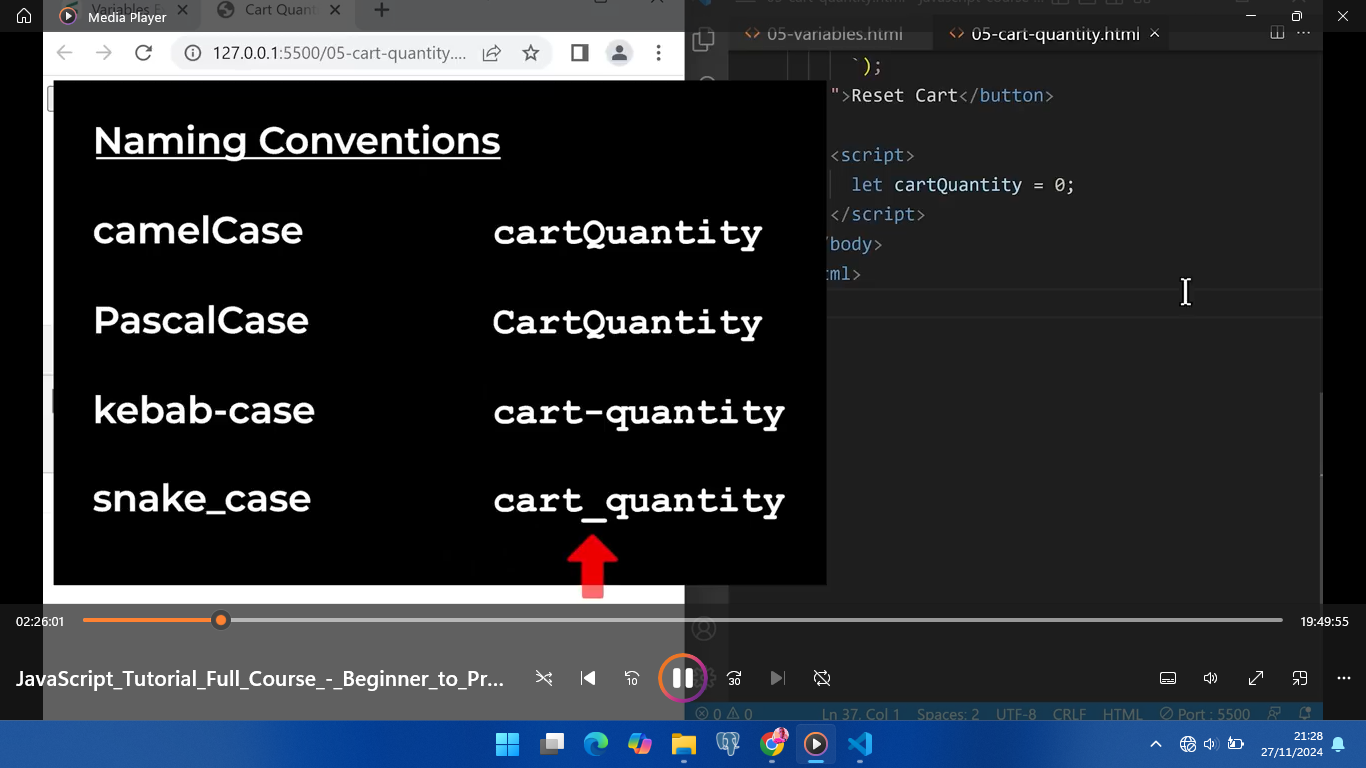 Variables E
Cart Quant
Media Player
127.0.0.1:5500/05-cart-quantity....
05-variables.html
05-cart-quantity.html
`);
">Reset Cart</button>
<script>
let cartQuantity = 0;
</script>
/body>
tml>
Naming Conventions
camelCase cartQuantity
PascalCase CartQuantity
kebab-case cart-quantity
snake_case cart_quantity
02:26:01
19:49:55
JavaScript_Tutorial_Full_Course_-_Beginner_to_Pr...
10
30
0 0
Ln 37, Col 1 Spaces: 2 UTF-8 CRLF HTML Port : 5500
21:28
27/11/2024